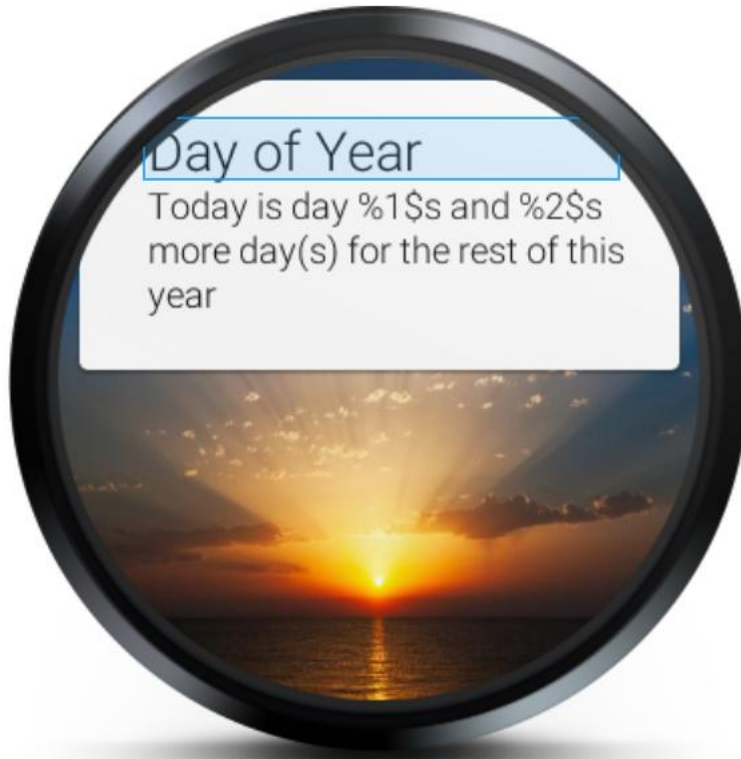 Day of Year
Today is day %1$s and %2$s
more day(s) for the rest of this
year